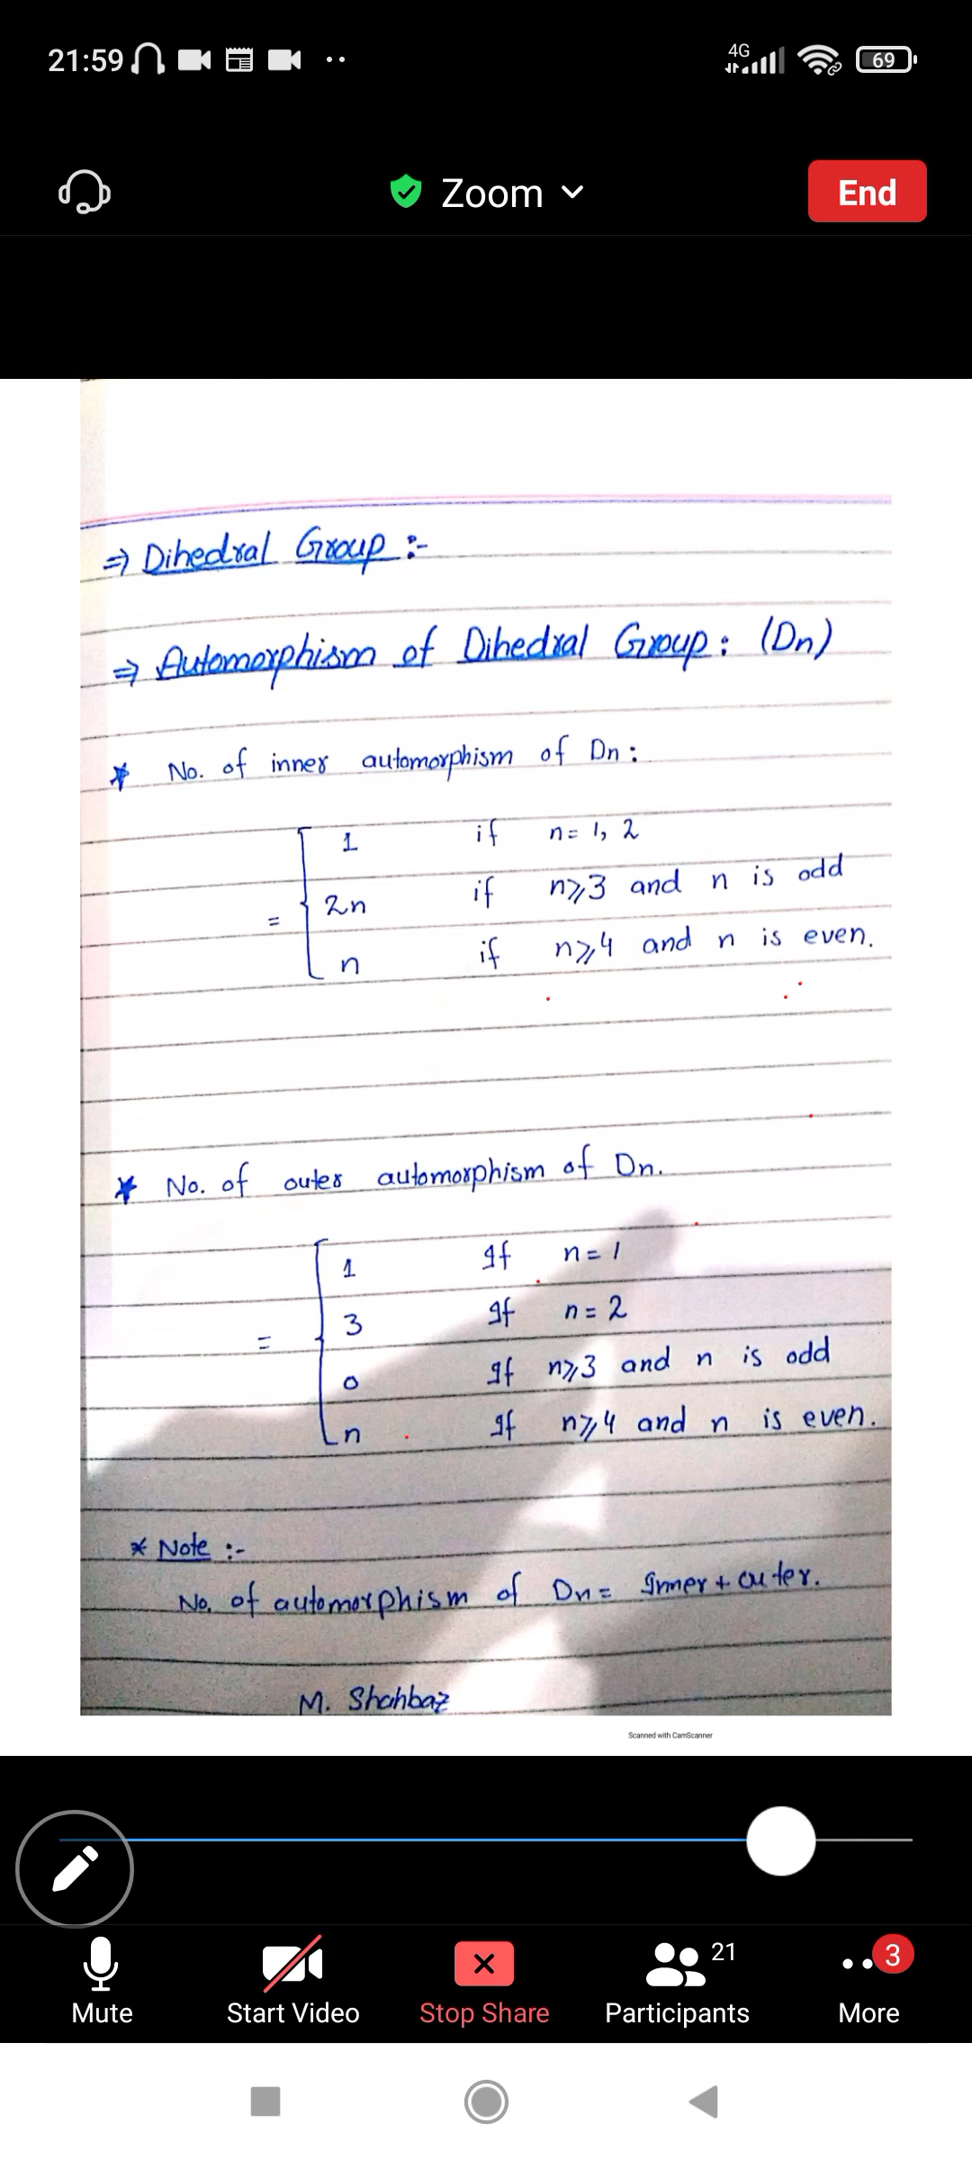 21:59
4G
69
Zoom
End
⇒ Dihedral Group :-
⇒ Automorphism of Dihedral Group : (Dn)
* No. of inner automorphism of Dn :
1 if n= 1, 2
= 2n if n⩾3 and n is odd
n if n⩾4 and n is even.
* No. of outer automorphism of Dn.
1 If n= 1
= 3 If n= 2
0 If n⩾3 and n is odd
n If n⩾4 and n is even.
* Note :-
No. of automorphism of Dn = Inner + outer.
M. Shahbaz
Scanned with CamScanner
21
3
Mute
Start Video
Stop Share
Participants
More